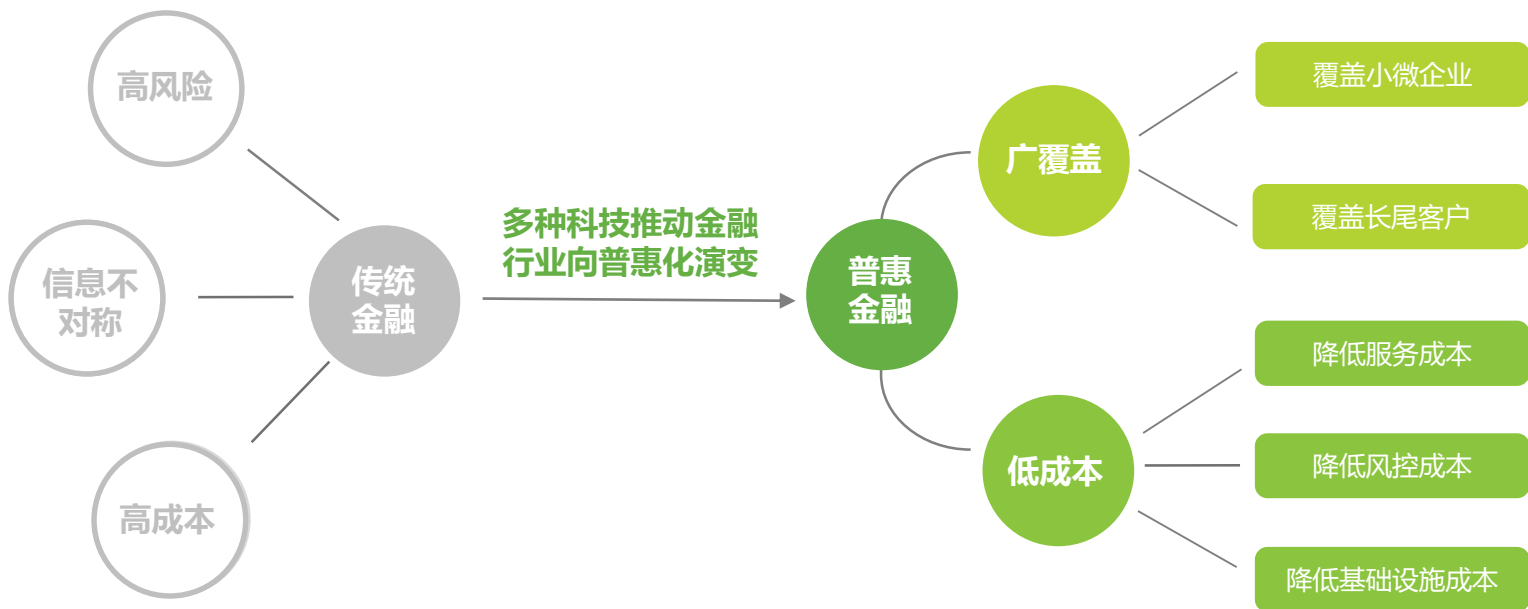 高风险
信息不
对称
高成本
传统
金融
多种科技推动金融
行业向普惠化演变
普惠
金融
广覆盖
覆盖小微企业
覆盖长尾客户
低成本
降低服务成本
降低风控成本
降低基础设施成本